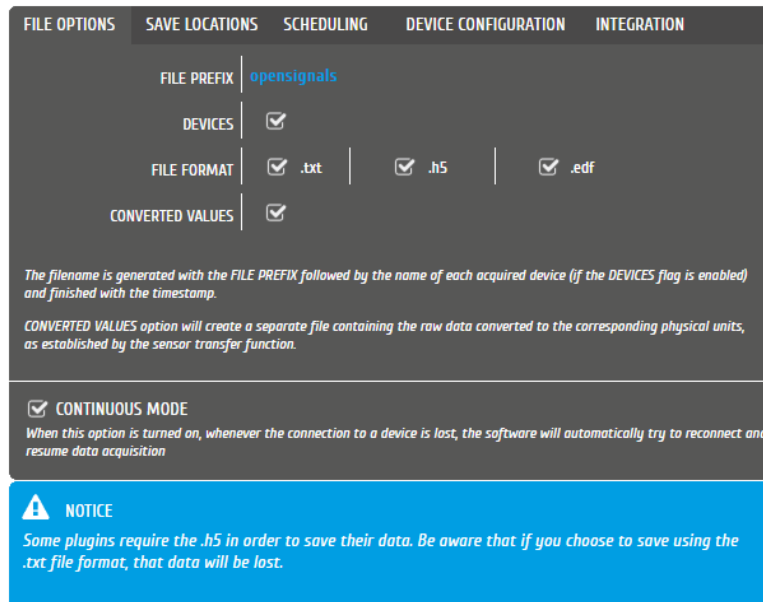 FILE OPTIONS SAVE LOCATIONS SCHEDULING DEVICE CONFIGURATION INTEGRATION
FILE PREFIX opensignals
DEVICES
FILE FORMAT .txt .h5 .edf
CONVERTED VALUES
The filename is generated with the FILE PREFIX followed by the name of each acquired device (if the DEVICES flag is enabled)
and finished with the timestamp.
CONVERTED VALUES option will create a separate file containing the raw data converted to the corresponding physical units,
as established by the sensor transfer function.
CONTINUOUS MODE
When this option is turned on, whenever the connection to a device is lost, the software will automatically try to reconnect and
resume data acquisition
NOTICE
Some plugins require the .h5 in order to save their data. Be aware that if you choose to save using the
.txt file format, that data will be lost.